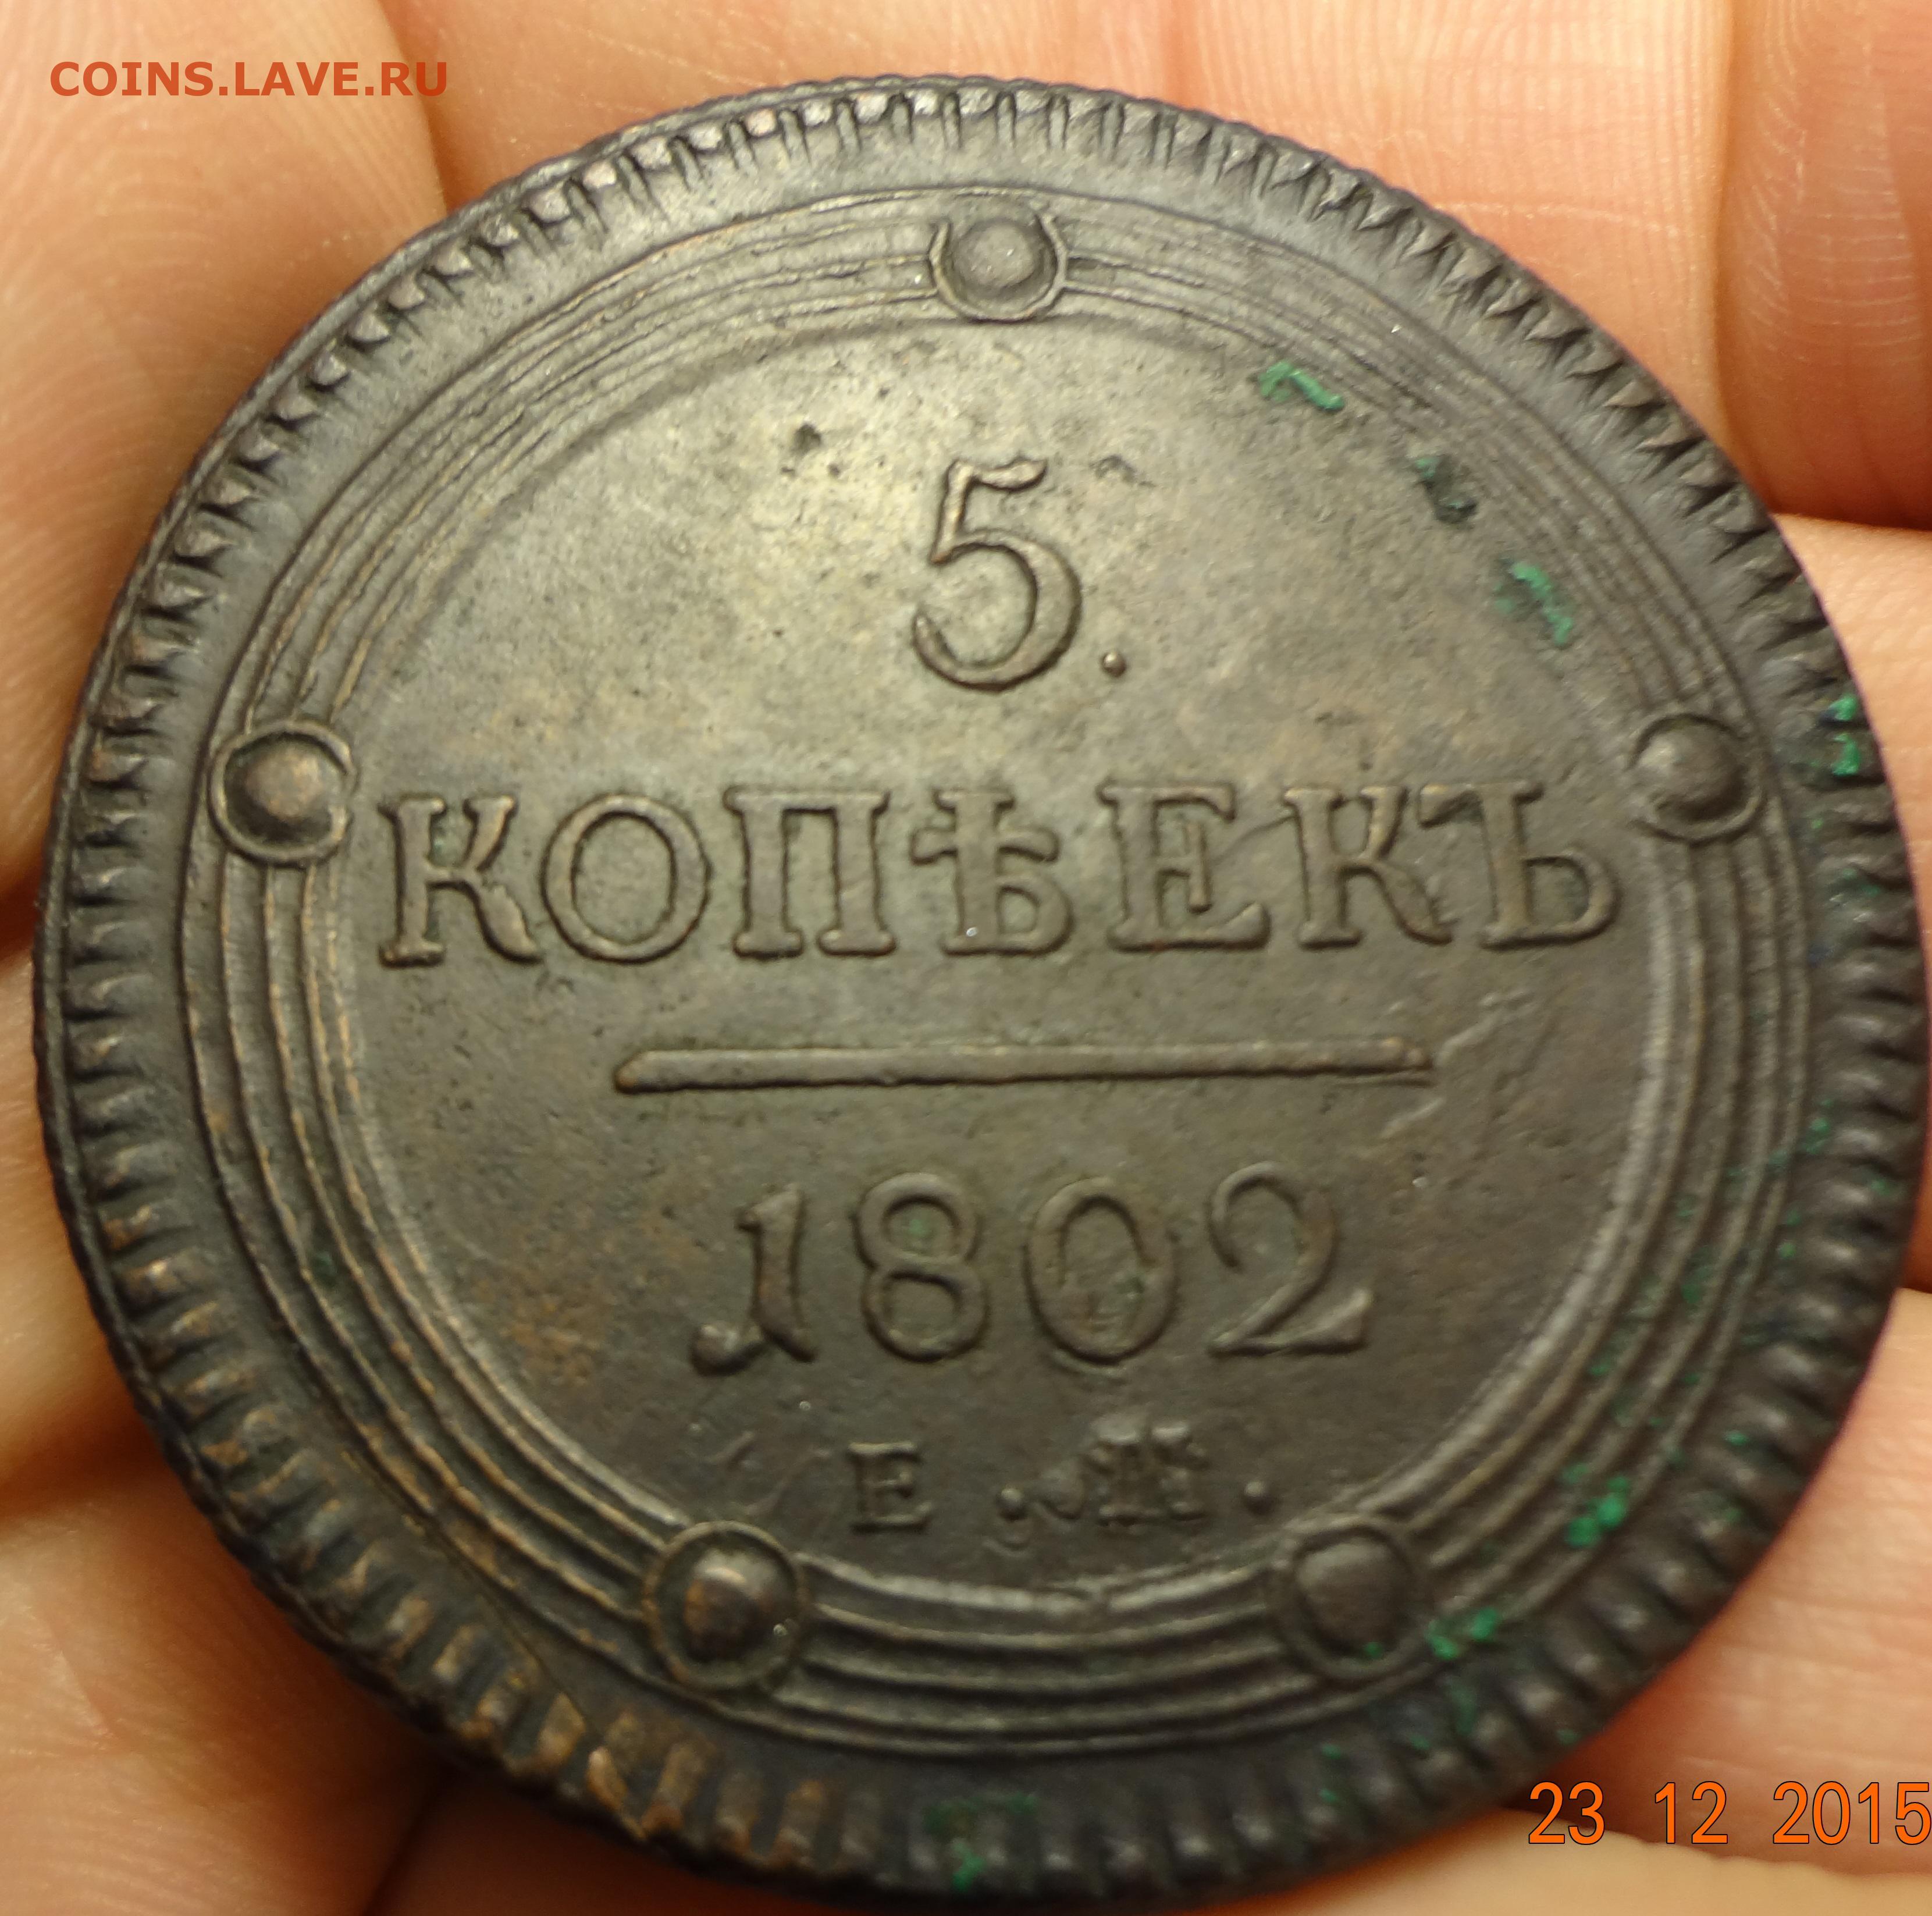 COINS.LAVE.RU
5.
КОПѢЕКЪ
1802
Е . М .
23 12 2015